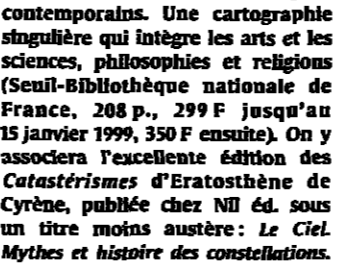 contemporains. Une cartographie
singulière qui intègre les arts et les
sciences, philosophies et religions
(Seuil-Bibliothèque nationale de
France, 208 p., 299 F jusqu'au
15 janvier 1999, 350 F ensuite). On y
associera l'excellente édition des
Catastérismes d'Eratosthène de
Cyrène, publiée chez Nil éd. sous
un titre moins austère : Le Ciel.
Mythes et histoire des constellations.